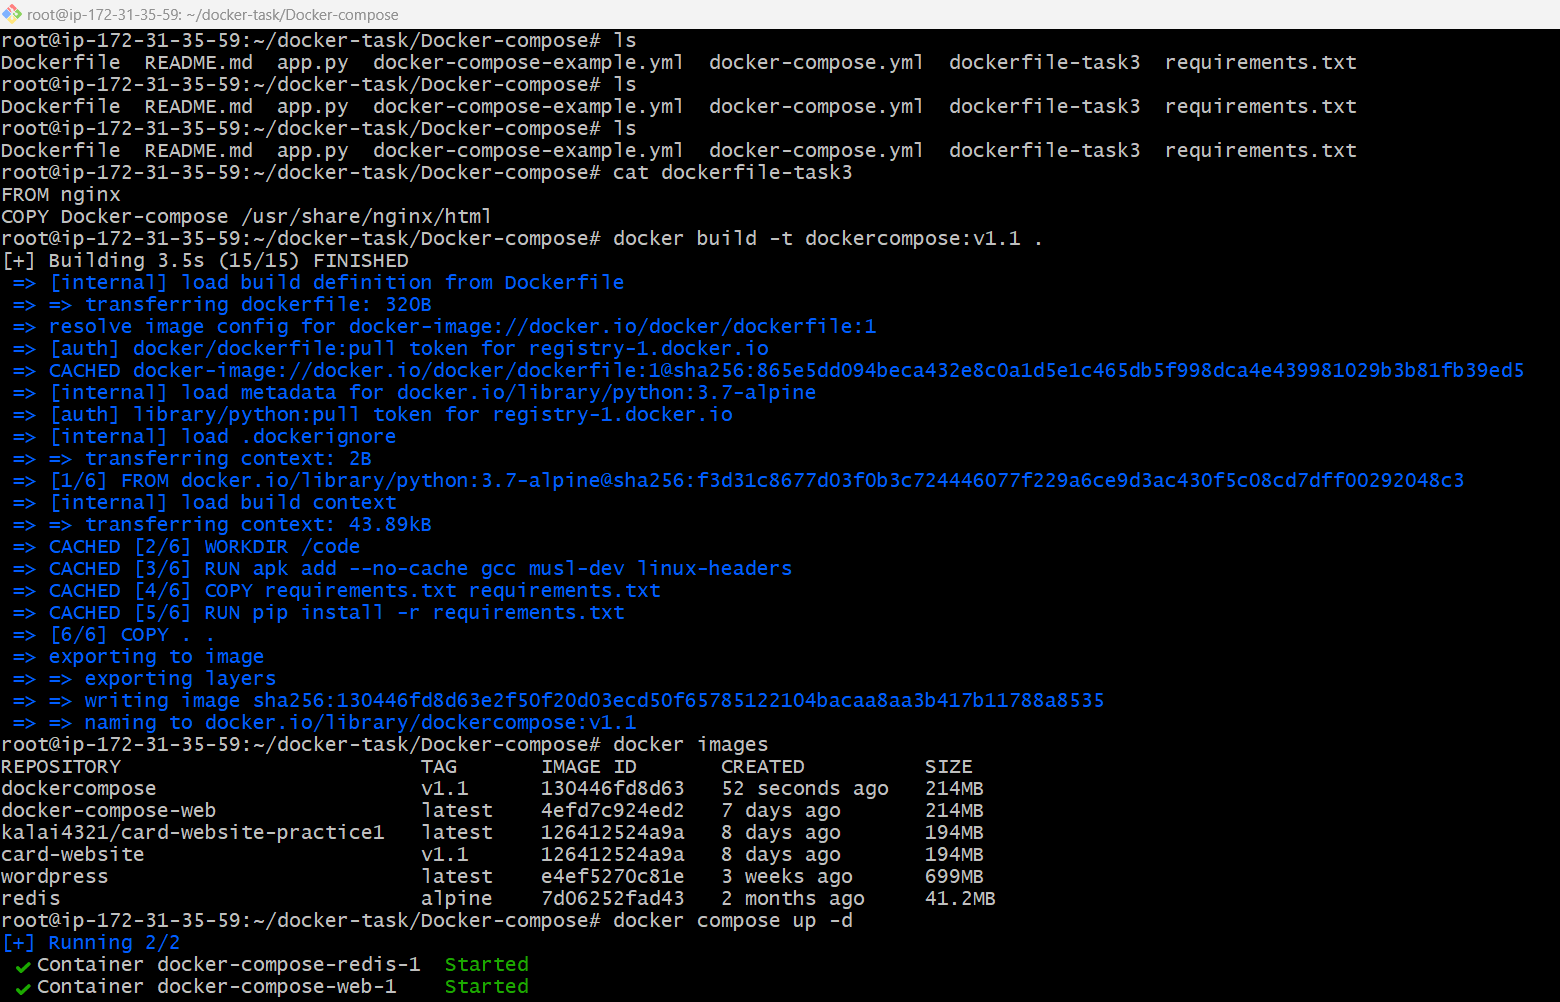 root@ip-172-31-35-59: ~/docker-task/Docker-compose
root@ip-172-31-35-59:~/docker-task/Docker-compose# ls
Dockerfile  README.md  app.py  docker-compose-example.yml  docker-compose.yml  dockerfile-task3  requirements.txt
root@ip-172-31-35-59:~/docker-task/Docker-compose# ls
Dockerfile  README.md  app.py  docker-compose-example.yml  docker-compose.yml  dockerfile-task3  requirements.txt
root@ip-172-31-35-59:~/docker-task/Docker-compose# ls
Dockerfile  README.md  app.py  docker-compose-example.yml  docker-compose.yml  dockerfile-task3  requirements.txt
root@ip-172-31-35-59:~/docker-task/Docker-compose# cat dockerfile-task3
FROM nginx
COPY Docker-compose /usr/share/nginx/html
root@ip-172-31-35-59:~/docker-task/Docker-compose# docker build -t dockercompose:v1.1 .
[+] Building 3.5s (15/15) FINISHED
 => [internal] load build definition from Dockerfile
 => => transferring dockerfile: 320B
 => resolve image config for docker-image://docker.io/docker/dockerfile:1
 => [auth] docker/dockerfile:pull token for registry-1.docker.io
 => CACHED docker-image://docker.io/docker/dockerfile:1@sha256:865e5dd094beca432e8c0a1d5e1c465db5f998dca4e439981029b3b81fb39ed5
 => [internal] load metadata for docker.io/library/python:3.7-alpine
 => [auth] library/python:pull token for registry-1.docker.io
 => [internal] load .dockerignore
 => => transferring context: 2B
 => [1/6] FROM docker.io/library/python:3.7-alpine@sha256:f3d31c8677d03f0b3c724446077f229a6ce9d3ac430f5c08cd7dff00292048c3
 => [internal] load build context
 => => transferring context: 43.89kB
 => CACHED [2/6] WORKDIR /code
 => CACHED [3/6] RUN apk add --no-cache gcc musl-dev linux-headers
 => CACHED [4/6] COPY requirements.txt requirements.txt
 => CACHED [5/6] RUN pip install -r requirements.txt
 => [6/6] COPY . .
 => exporting to image
 => => exporting layers
 => => writing image sha256:130446fd8d63e2f50f20d03ecd50f65785122104bacaa8aa3b417b11788a8535
 => => naming to docker.io/library/dockercompose:v1.1
root@ip-172-31-35-59:~/docker-task/Docker-compose# docker images
REPOSITORY                         TAG       IMAGE ID       CREATED          SIZE
dockercompose                      v1.1      130446fd8d63   52 seconds ago   214MB
docker-compose-web                 latest    4efd7c924ed2   7 days ago       214MB
kalai4321/card-website-practice1   latest    126412524a9a   8 days ago       194MB
card-website                       v1.1      126412524a9a   8 days ago       194MB
wordpress                          latest    e4ef5270c81e   3 weeks ago      699MB
redis                              alpine    7d06252fad43   2 months ago     41.2MB
root@ip-172-31-35-59:~/docker-task/Docker-compose# docker compose up -d
[+] Running 2/2
 ✔ Container docker-compose-redis-1  Started
 ✔ Container docker-compose-web-1    Started